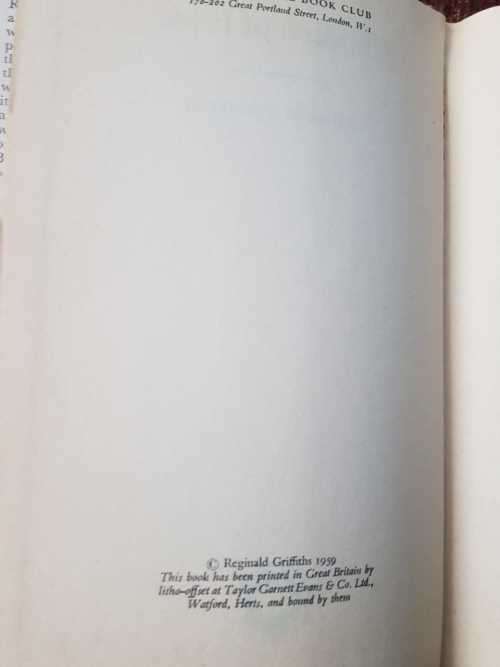 BOOK CLUB
178-202 Great Portland Street, London, W.1
© Reginald Griffiths 1959
This book has been printed in Great Britain by
litho-offset at Taylor Garnett Evans & Co. Ltd.,
Watford, Herts, and bound by them